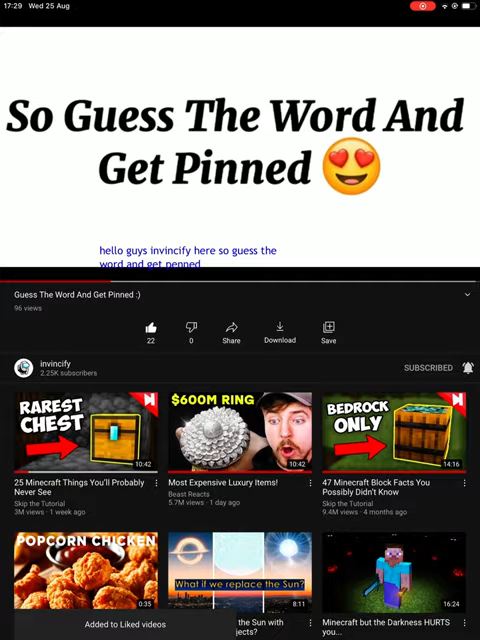 17:29 Wed 25 Aug
So Guess The Word And
Get Pinned 😍
hello guys invincify here so guess the
word and get penned
Guess The Word And Get Pinned :)
96 views
22
0
Share
Download
Save
invincify
2.25K subscribers
SUBSCRIBED
RAREST
CHEST
10:42
$600M RING
10:42
BEDROCK
ONLY
14:16
25 Minecraft Things You'll Probably
Never See
Skip the Tutorial
3M views · 1 week ago
Most Expensive Luxury Items!
Beast Reacts
5.7M views · 1 day ago
47 Minecraft Block Facts You
Possibly Didn't Know
Skip the Tutorial
9.4M views · 4 months ago
POPCORN CHICKEN
0:35
What if we replace the Sun?
8:11
16:24
Added to Liked videos
the Sun with
jects?
Minecraft but the Darkness HURTS
you...